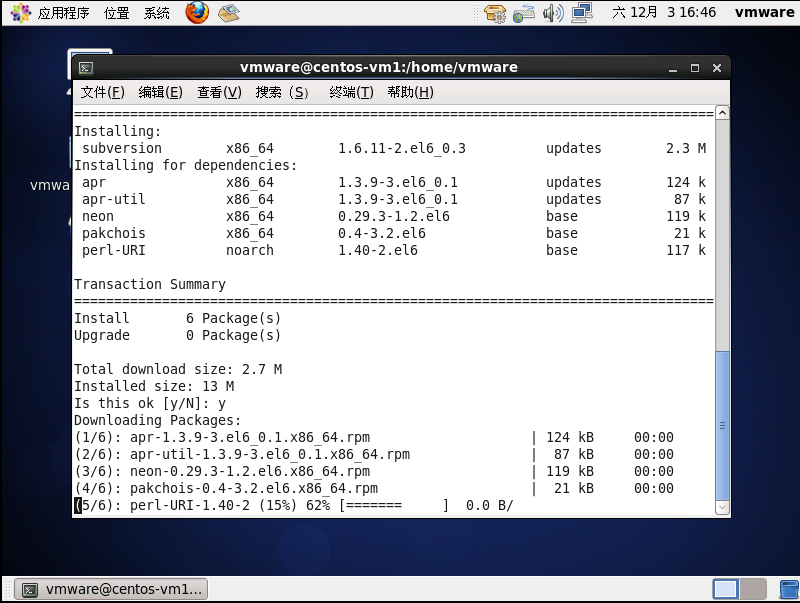 应用程序 位置 系统 六 12月 3 16:46 vmware
vmware@centos-vm1:/home/vmware
文件(F) 编辑(E) 查看(V) 搜索 (S) 终端(T) 帮助(H)
================================================================================
Installing:
 subversion        x86_64        1.6.11-2.el6_0.3          updates        2.3 M
Installing for dependencies:
 apr               x86_64        1.3.9-3.el6_0.1           updates        124 k
 apr-util          x86_64        1.3.9-3.el6_0.1           updates         87 k
 neon              x86_64        0.29.3-1.2.el6            base           119 k
 pakchois          x86_64        0.4-3.2.el6               base            21 k
 perl-URI          noarch        1.40-2.el6                base           117 k
vmwa
Transaction Summary
================================================================================
Install       6 Package(s)
Upgrade       0 Package(s)
Total download size: 2.7 M
Installed size: 13 M
Is this ok [y/N]: y
Downloading Packages:
(1/6): apr-1.3.9-3.el6_0.1.x86_64.rpm                    | 124 kB     00:00
(2/6): apr-util-1.3.9-3.el6_0.1.x86_64.rpm               |  87 kB     00:00
(3/6): neon-0.29.3-1.2.el6.x86_64.rpm                    | 119 kB     00:00
(4/6): pakchois-0.4-3.2.el6.x86_64.rpm                   |  21 kB     00:00
(5/6): perl-URI-1.40-2 (15%) 62% [=======     ]  0.0 B/
vmware@centos-vm1...